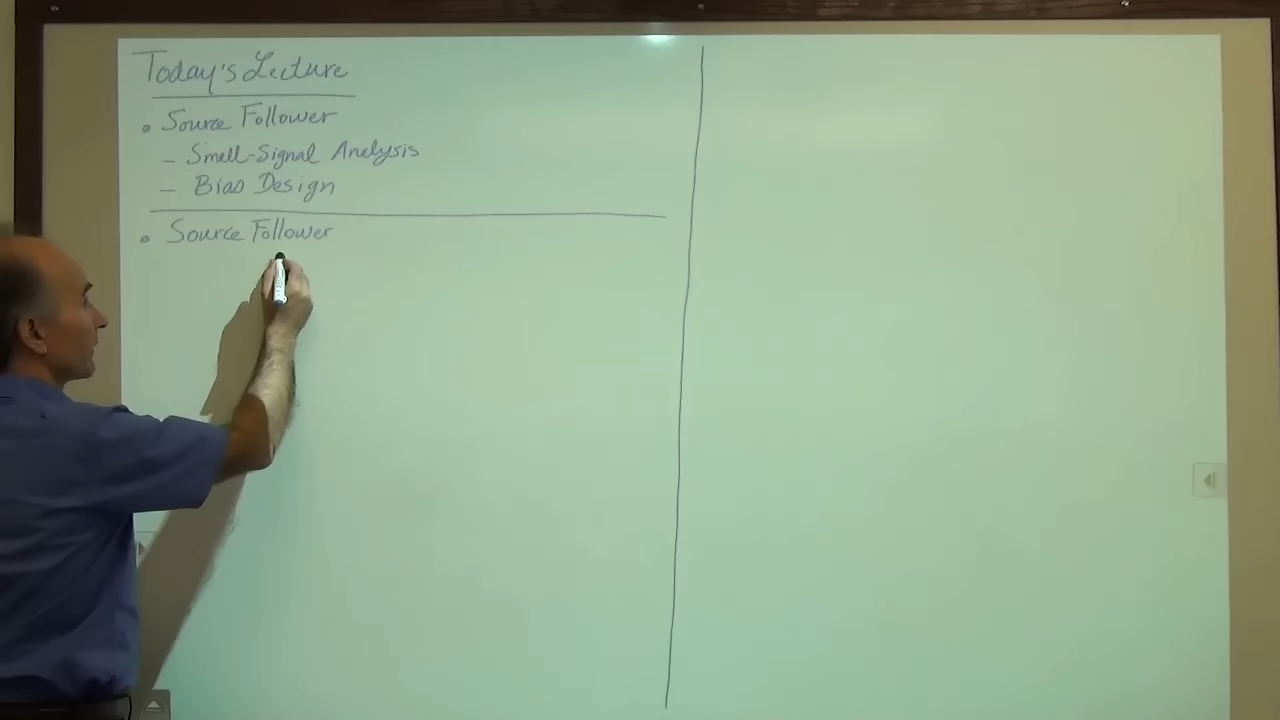 Today's Lecture
• Source Follower
– Small-Signal Analysis
– Bias Design
• Source Follower